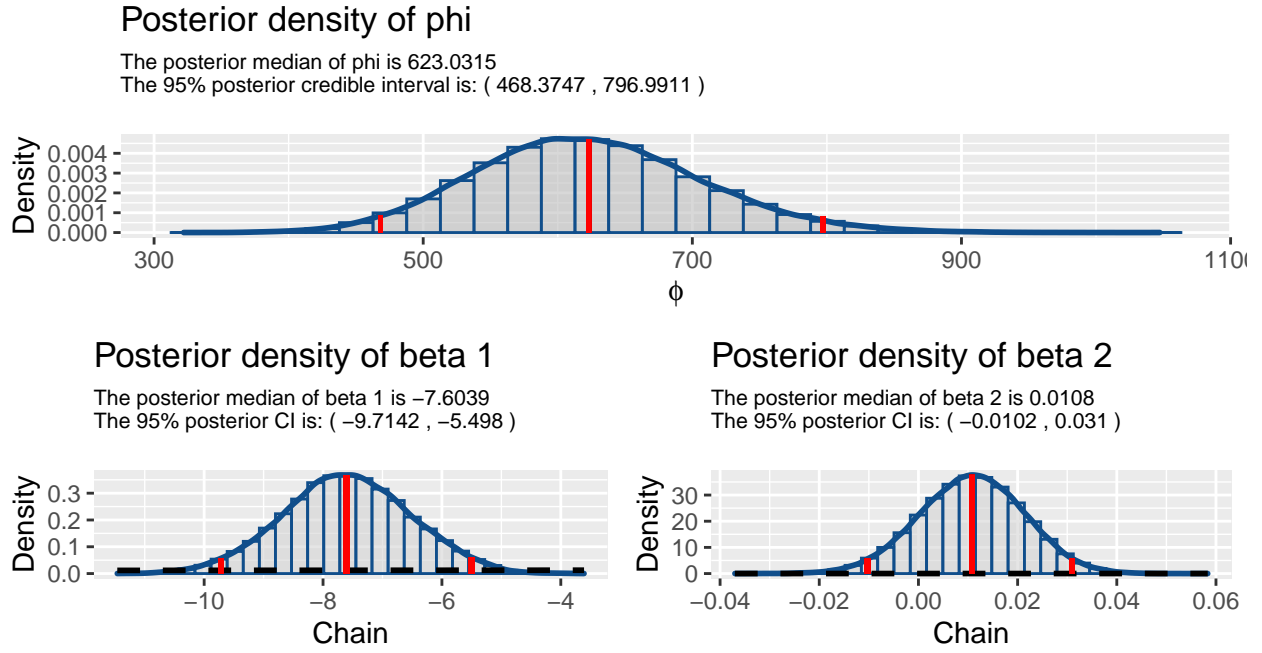 Posterior density of phi
The posterior median of phi is 623.0315
The 95% posterior credible interval is: ( 468.3747 , 796.9911 )
Density
0.004
0.003
0.002
0.001
0.000
300 500 700 900 110
ϕ
Posterior density of beta 1
The posterior median of beta 1 is −7.6039
The 95% posterior CI is: ( −9.7142 , −5.498 )
Density
0.3
0.2
0.1
0.0
−10 −8 −6 −4
Chain
Posterior density of beta 2
The posterior median of beta 2 is 0.0108
The 95% posterior CI is: ( −0.0102 , 0.031 )
Density
30
20
10
0
−0.04 −0.02 0.00 0.02 0.04 0.06
Chain